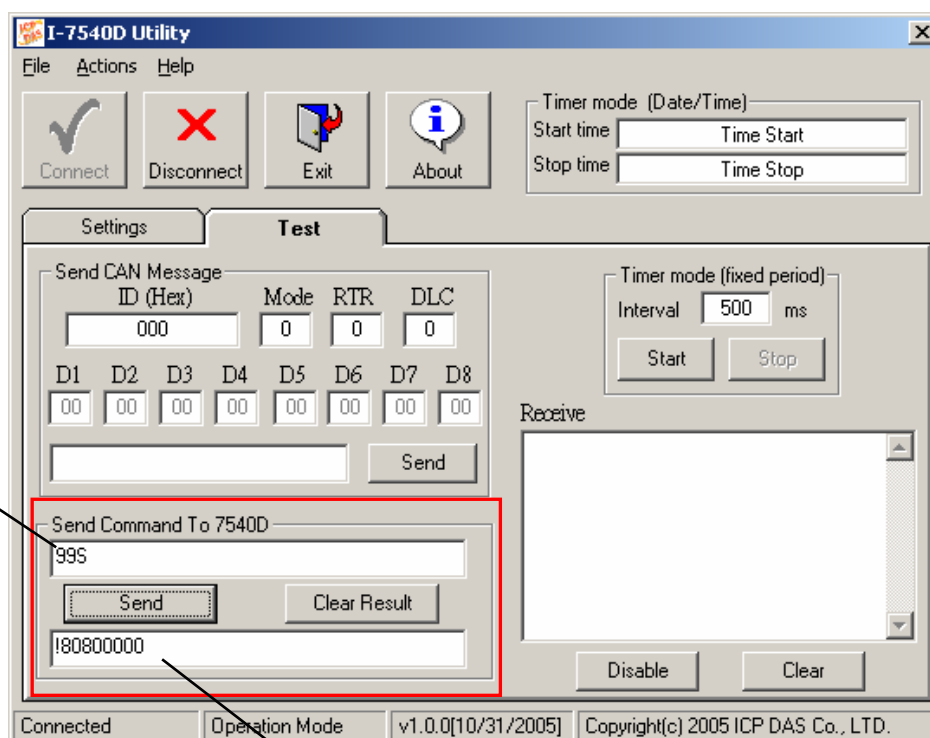 I-7540D Utility
File Actions Help
Connect Disconnect Exit About
Timer mode (Date/Time)
Start time Time Start
Stop time Time Stop
Settings Test
Send CAN Message
ID (Hex) Mode RTR DLC
000 0 0 0
D1 D2 D3 D4 D5 D6 D7 D8
00 00 00 00 00 00 00 00
Send
Timer mode (fixed period)
Interval 500 ms
Start Stop
Receive
Send Command To 7540D
99S
Send Clear Result
!80800000
Disable Clear
Connected Operation Mode v1.0.0[10/31/2005] Copyright(c) 2005 ICP DAS Co., LTD.